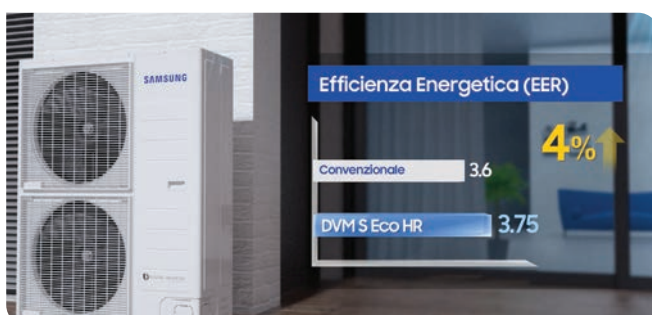 SAMSUNG
Efficienza Energetica (EER)
4%
Convenzionale 3.6
DVM S Eco HR 3.75